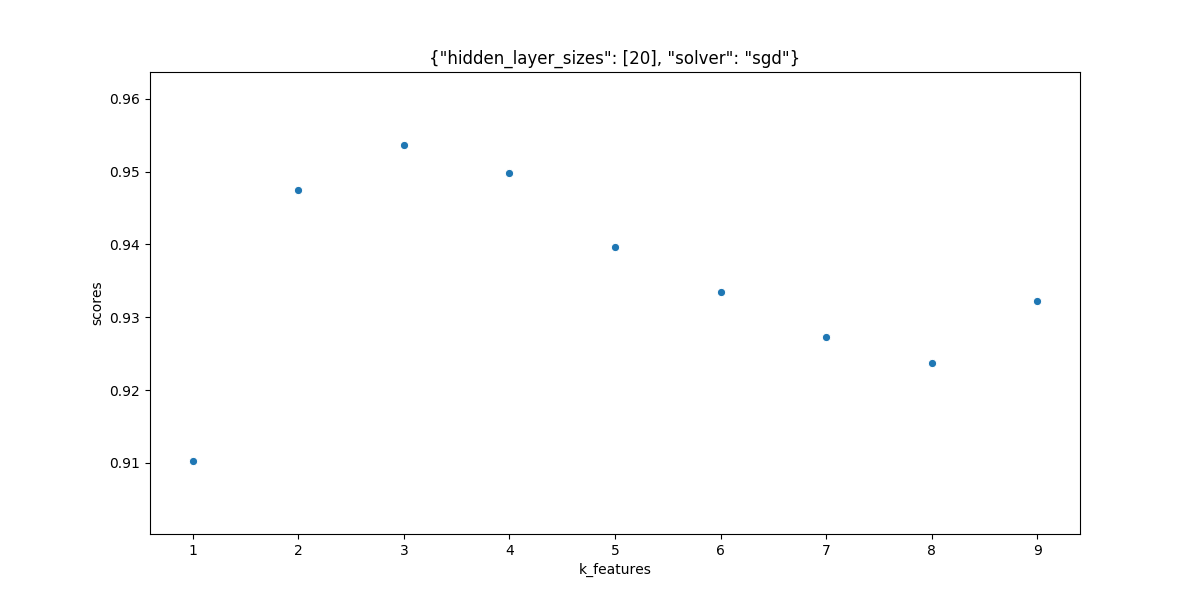 {"hidden_layer_sizes": [20], "solver": "sgd"}
0.96
0.95
0.94
0.93
0.92
0.91
scores
1 2 3 4 5 6 7 8 9
k_features